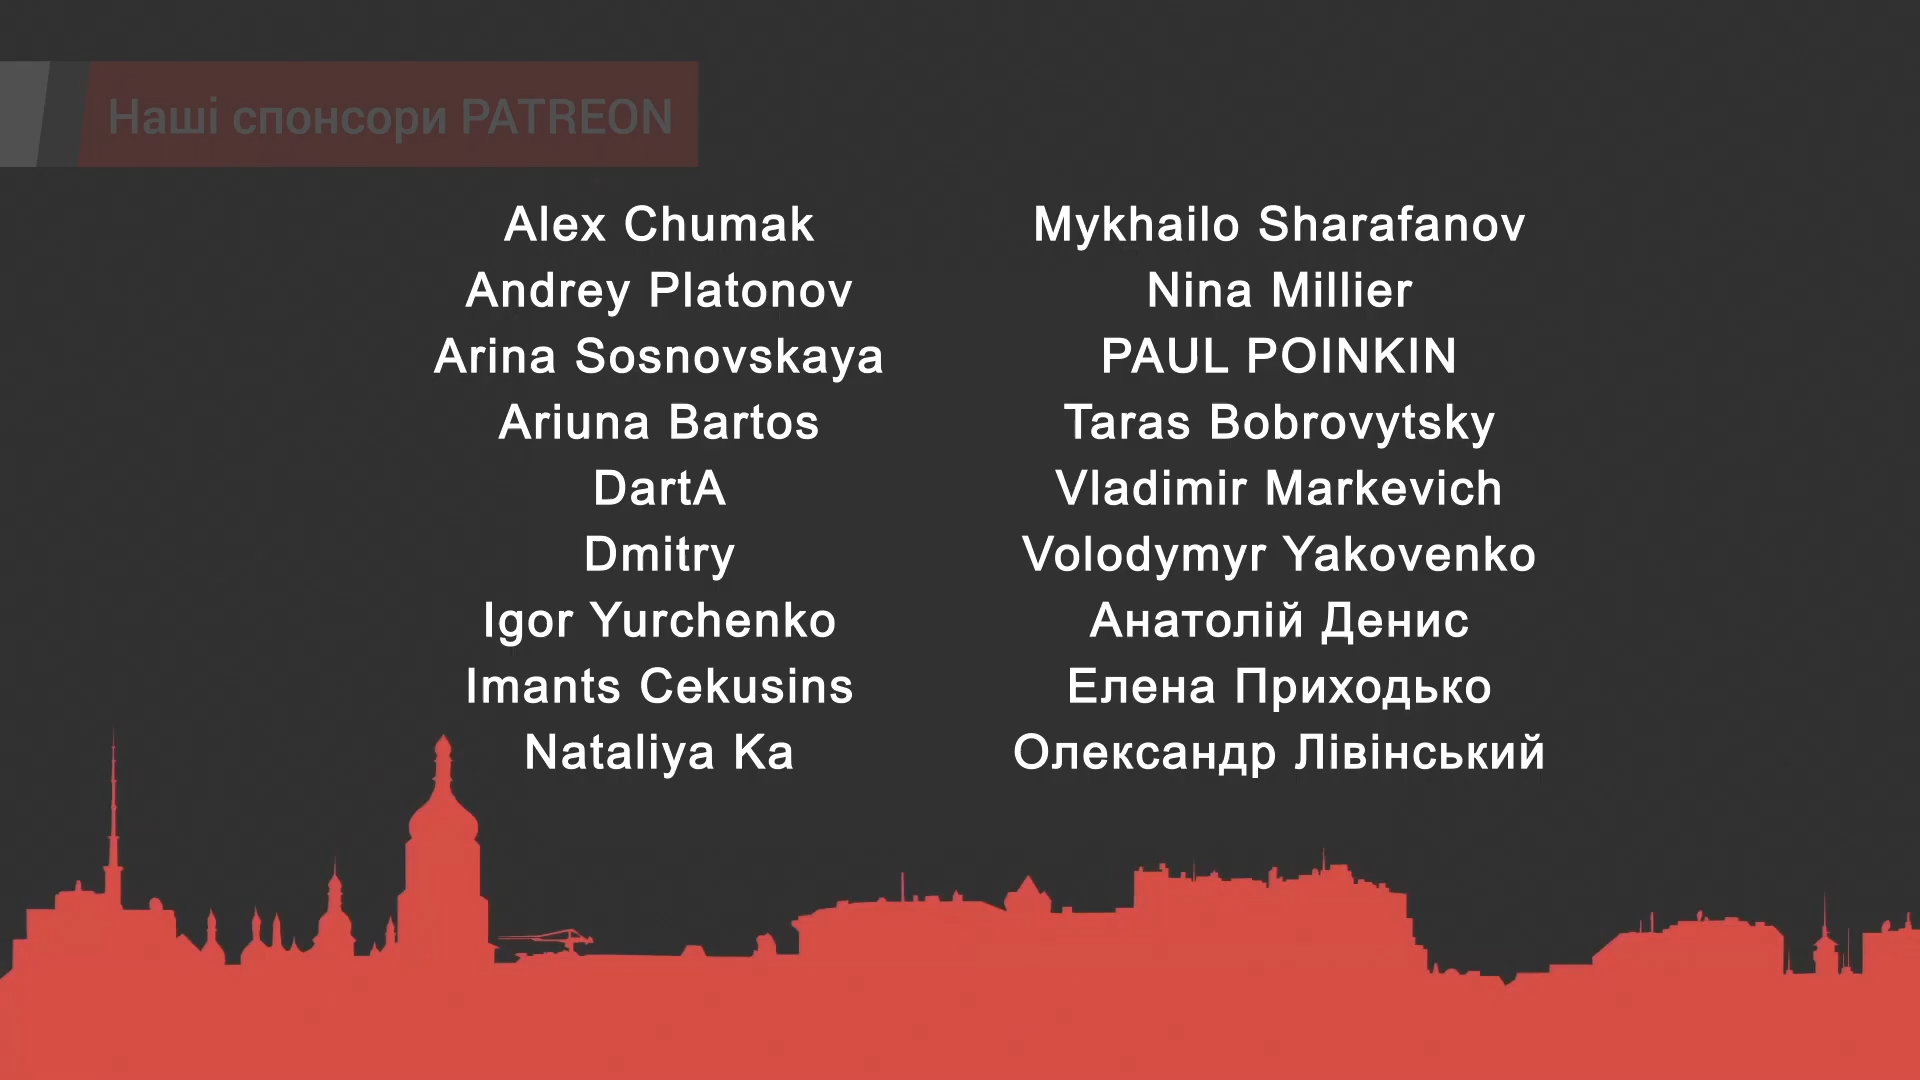 Наші спонсори PATREON
Alex Chumak
Andrey Platonov
Arina Sosnovskaya
Ariuna Bartos
DartA
Dmitry
Igor Yurchenko
Imants Cekusins
Nataliya Ka
Mykhailo Sharafanov
Nina Millier
PAUL POINKIN
Taras Bobrovytsky
Vladimir Markevich
Volodymyr Yakovenko
Анатолій Денис
Елена Приходько
Олександр Лівінський